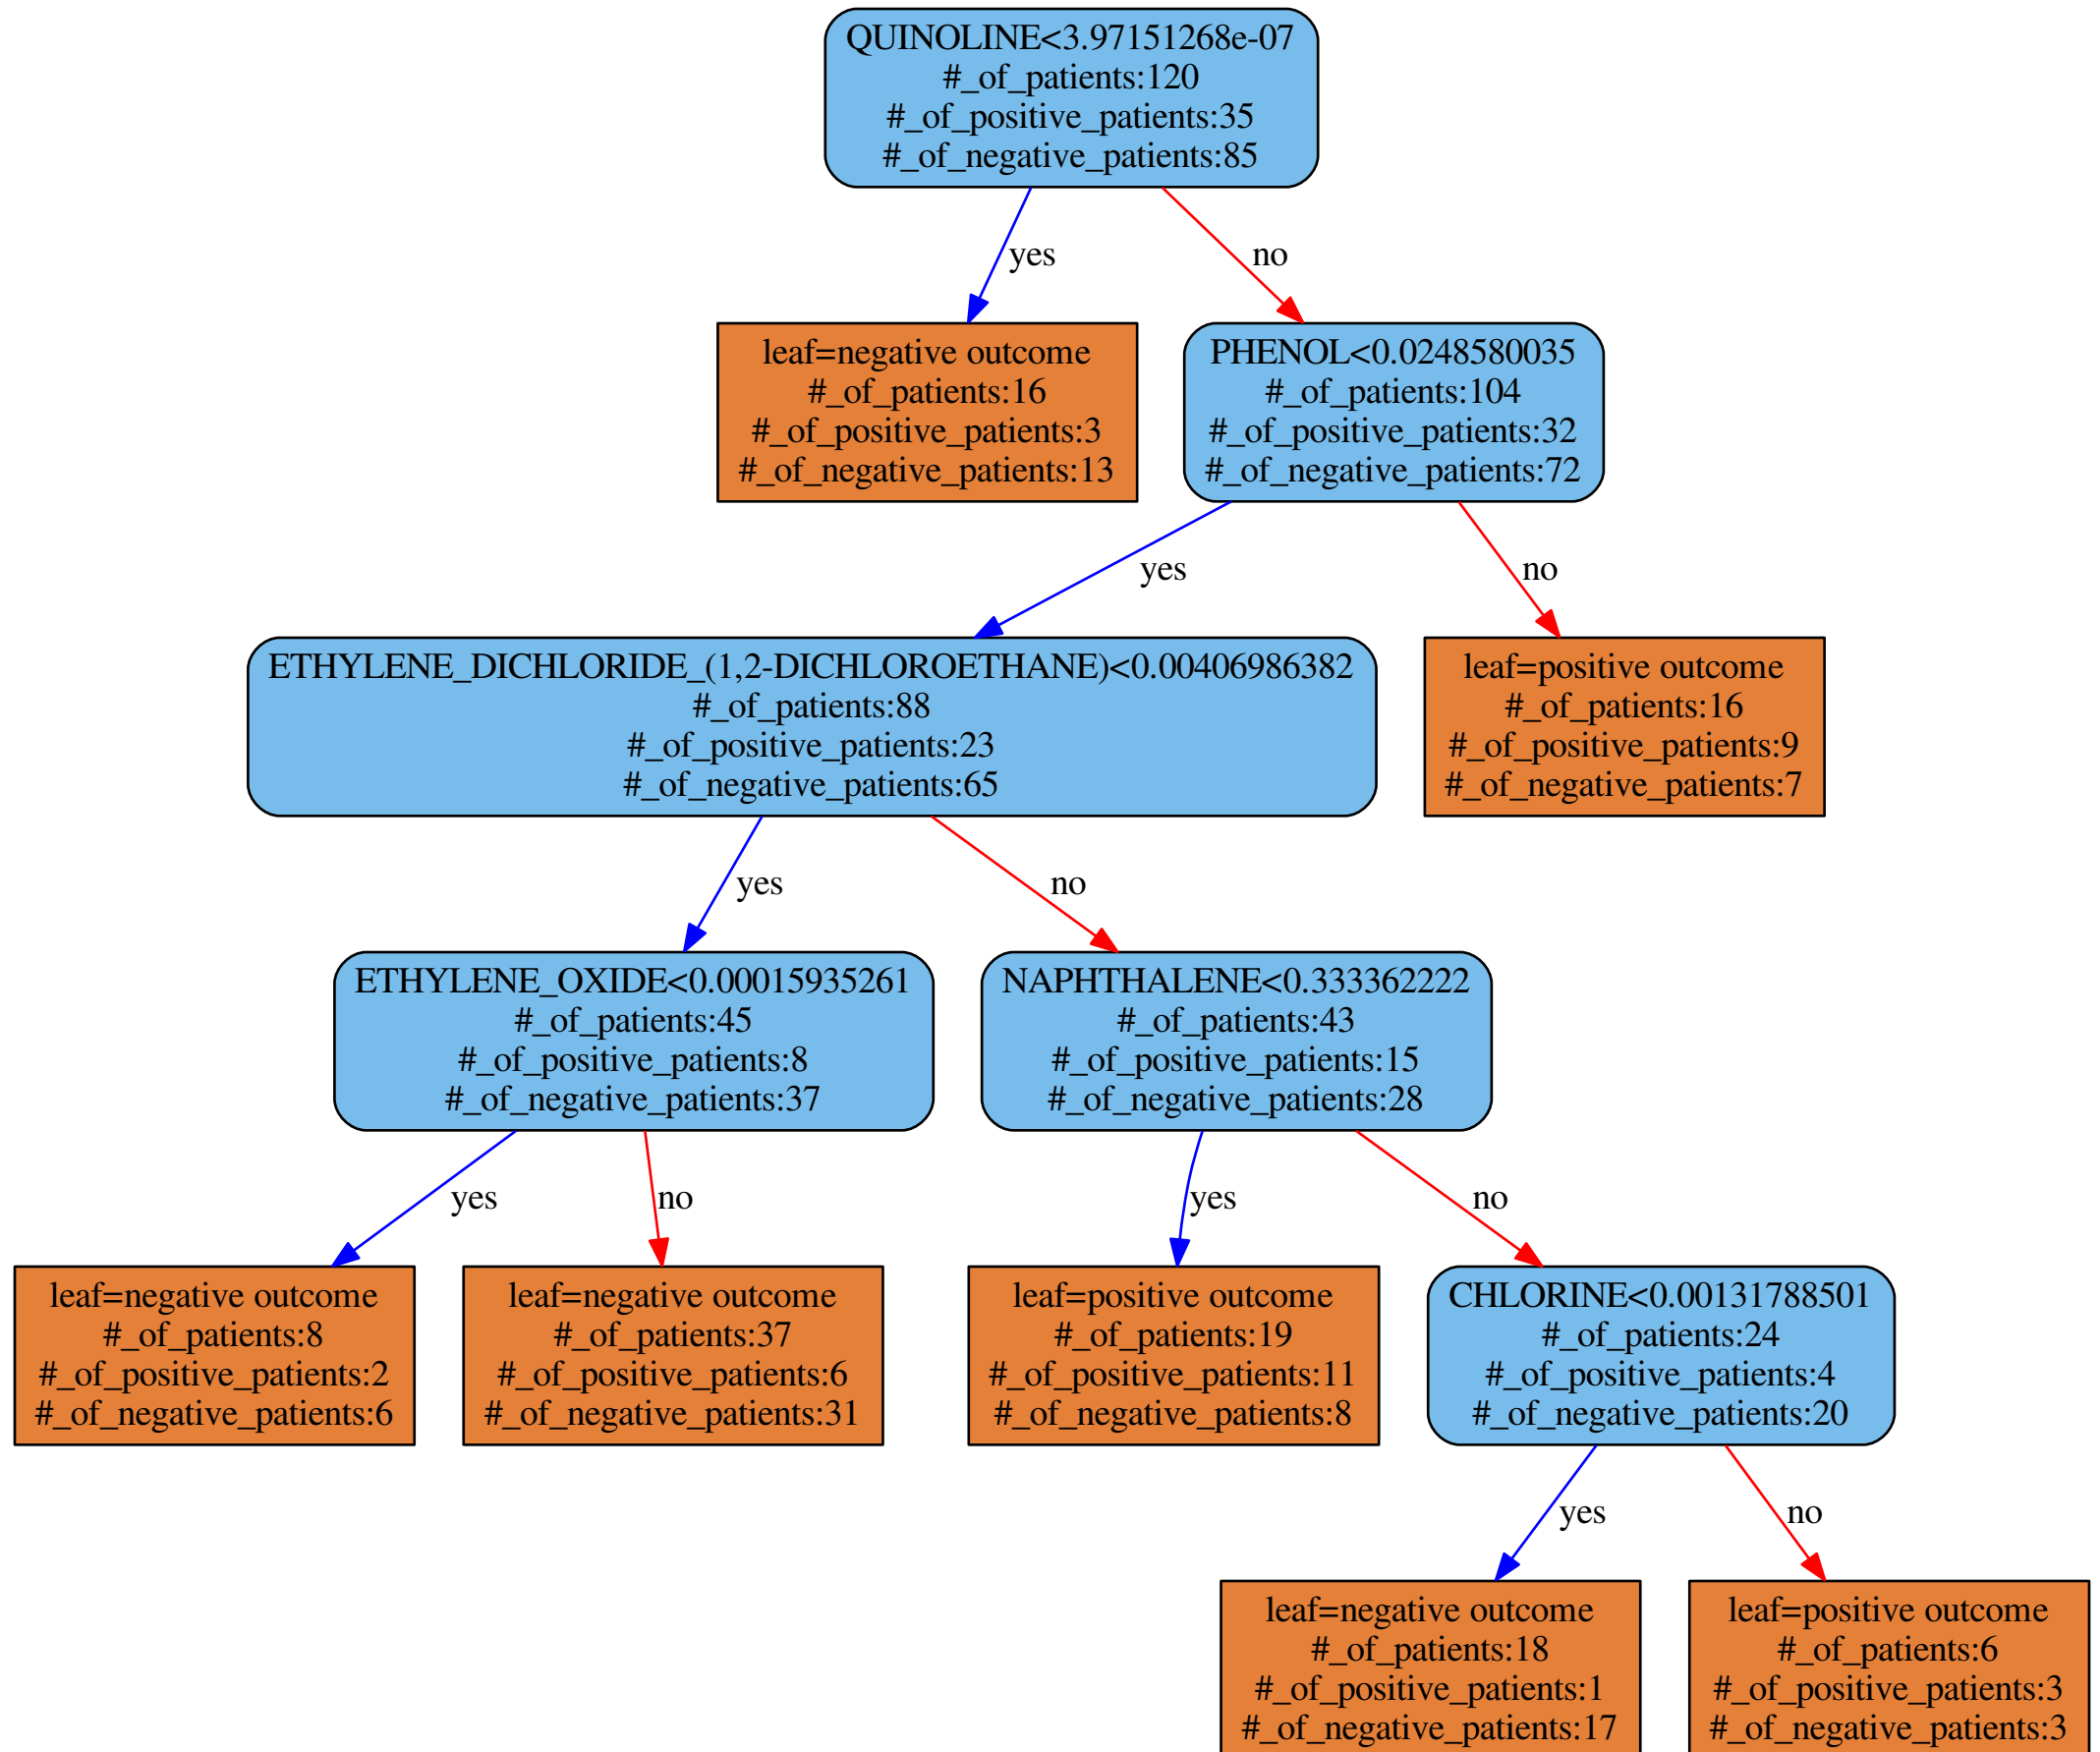 QUINOLINE<3.97151268e-07
#_of_patients:120
#_of_positive_patients:35
#_of_negative_patients:85
yes
no
leaf=negative outcome
#_of_patients:16
#_of_positive_patients:3
#_of_negative_patients:13
PHENOL<0.0248580035
#_of_patients:104
#_of_positive_patients:32
#_of_negative_patients:72
yes
no
ETHYLENE_DICHLORIDE_(1,2-DICHLOROETHANE)<0.00406986382
#_of_patients:88
#_of_positive_patients:23
#_of_negative_patients:65
leaf=positive outcome
#_of_patients:16
#_of_positive_patients:9
#_of_negative_patients:7
yes
no
ETHYLENE_OXIDE<0.00015935261
#_of_patients:45
#_of_positive_patients:8
#_of_negative_patients:37
NAPHTHALENE<0.333362222
#_of_patients:43
#_of_positive_patients:15
#_of_negative_patients:28
yes
no
yes
no
leaf=negative outcome
#_of_patients:8
#_of_positive_patients:2
#_of_negative_patients:6
leaf=negative outcome
#_of_patients:37
#_of_positive_patients:6
#_of_negative_patients:31
leaf=positive outcome
#_of_patients:19
#_of_positive_patients:11
#_of_negative_patients:8
CHLORINE<0.00131788501
#_of_patients:24
#_of_positive_patients:4
#_of_negative_patients:20
yes
no
leaf=negative outcome
#_of_patients:18
#_of_positive_patients:1
#_of_negative_patients:17
leaf=positive outcome
#_of_patients:6
#_of_positive_patients:3
#_of_negative_patients:3